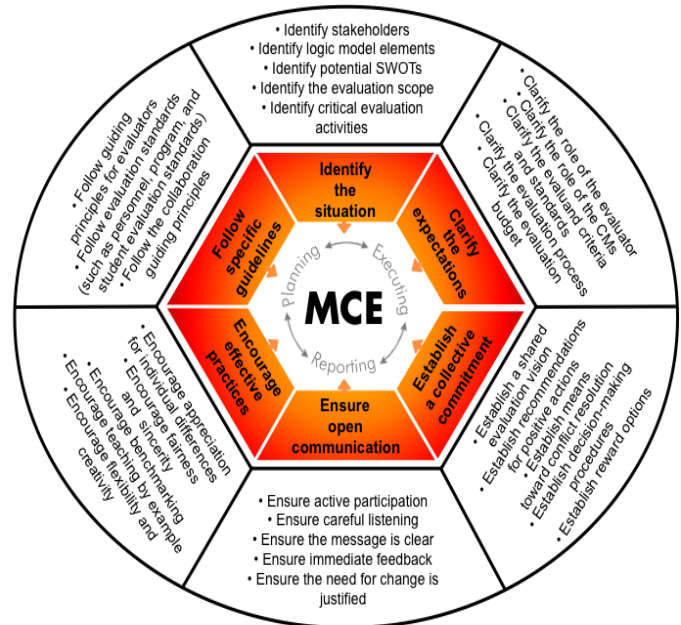 • Identify stakeholders
• Identify logic model elements
• Identify potential SWOTs
• Identify the evaluation scope
• Identify critical evaluation
activities
• Clarify the role of the evaluator
• Clarify the role of the CMs
• Clarify the evaluand criteria
and standards
• Clarify the evaluation process
• Clarify the evaluation
budget
• Establish a shared
evaluation vision
• Establish recommendations
for positive actions
• Establish means
toward conflict resolution
• Establish decision-making
procedures
• Establish reward options
• Ensure active participation
• Ensure careful listening
• Ensure the message is clear
• Ensure immediate feedback
• Ensure the need for change is
justified
• Encourage appreciation
for individual differences
• Encourage fairness
and sincerity
• Encourage benchmarking
• Encourage teaching by example
• Encourage flexibility and
creativity
• Follow guiding
principles for evaluators
• Follow evaluation standards
(such as personnel, program, and
student evaluation standards)
• Follow the collaboration
guiding principles
Identify
the
situation
Clarify
the
expectations
Establish
a collective
commitment
Ensure
open
communication
Encourage
effective
practices
Follow
specific
guidelines
Planning
Executing
Reporting
MCE